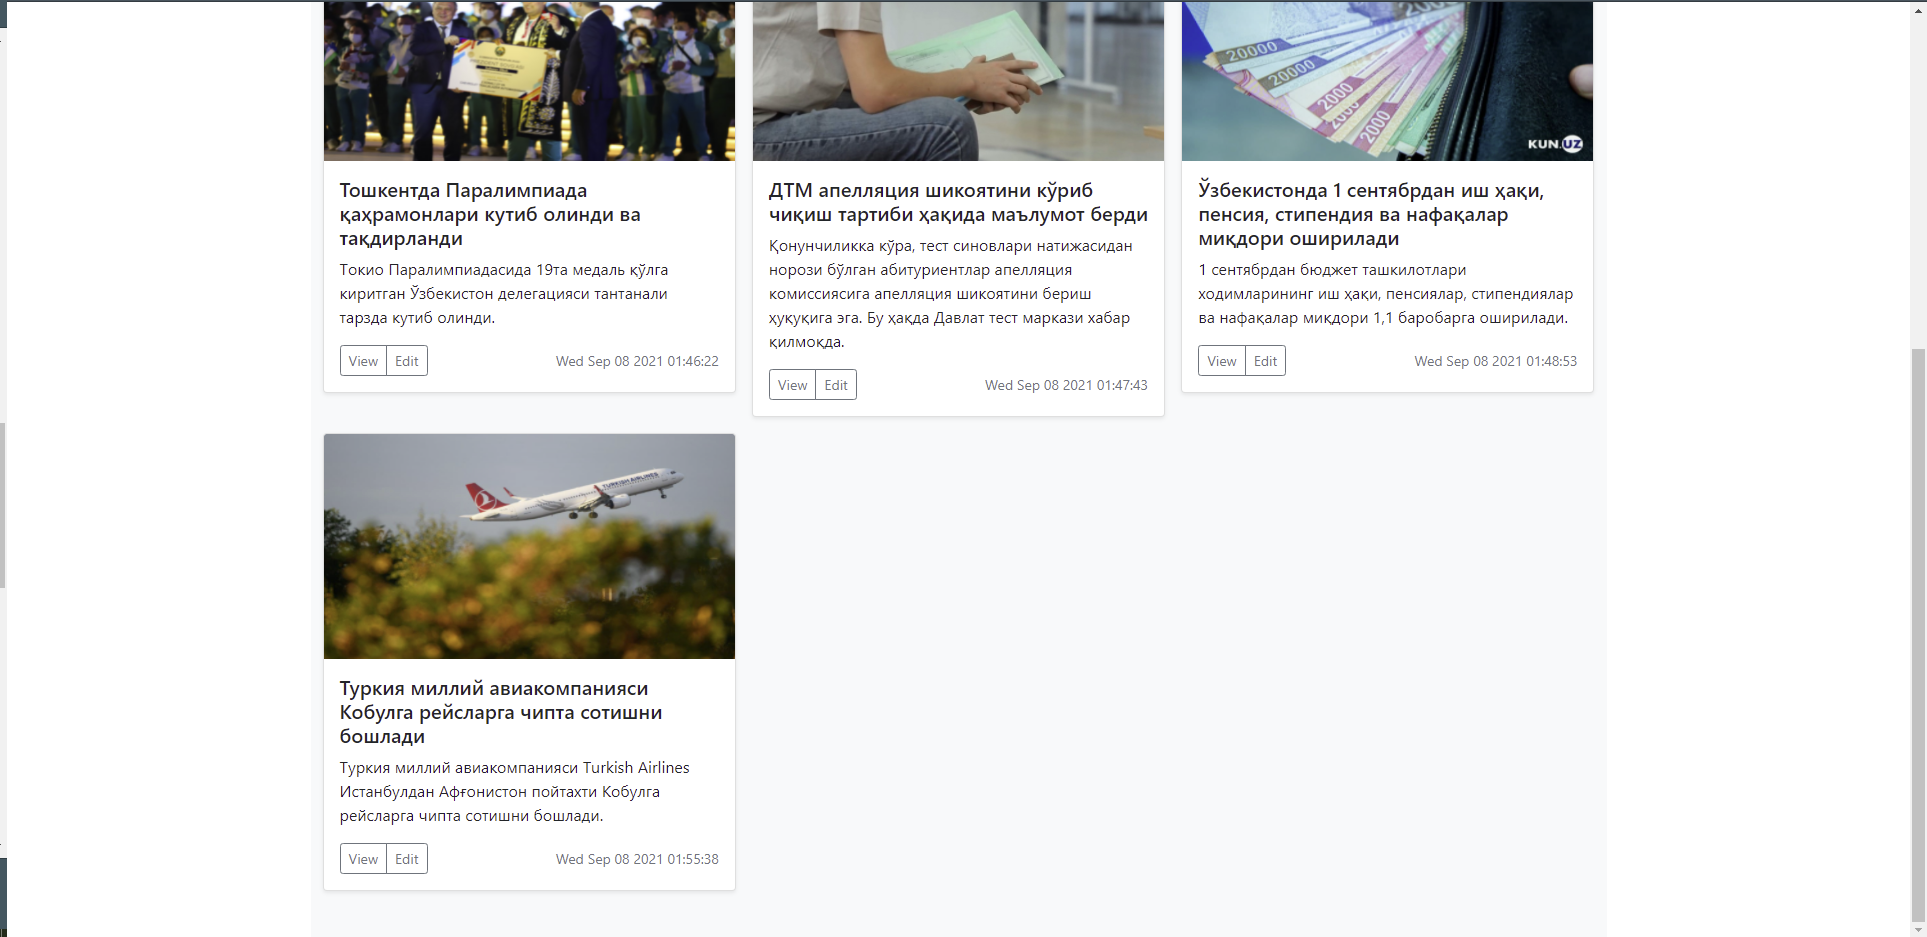 20000
20000
2000
2000
2000
KUN.UZ
Тошкентда Паралимпиада
қаҳрамонлари кутиб олинди ва
тақдирланди
Токио Паралимпиадасида 19та медаль қўлга
киритган Ўзбекистон делегацияси тантанали
тарзда кутиб олинди.
View Edit Wed Sep 08 2021 01:46:22
ДТМ апелляция шикоятини кўриб
чиқиш тартиби ҳақида маълумот берди
Қонунчиликка кўра, тест синовлари натижасидан
норози бўлган абитуриентлар апелляция
комиссиясига апелляция шикоятини бериш
ҳуқуқига эга. Бу ҳақда Давлат тест маркази хабар
қилмоқда.
View Edit Wed Sep 08 2021 01:47:43
Ўзбекистонда 1 сентябрдан иш ҳақи,
пенсия, стипендия ва нафақалар
миқдори оширилади
1 сентябрдан бюджет ташкилотлари
ходимларининг иш ҳақи, пенсиялар, стипендиялар
ва нафақалар миқдори 1,1 баробарга оширилади.
View Edit Wed Sep 08 2021 01:48:53
TURKISH AIRLINES
Туркия миллий авиакомпанияси
Кобулга рейсларга чипта сотишни
бошлади
Туркия миллий авиакомпанияси Turkish Airlines
Истанбулдан Афғонистон пойтахти Кобулга
рейсларга чипта сотишни бошлади.
View Edit Wed Sep 08 2021 01:55:38